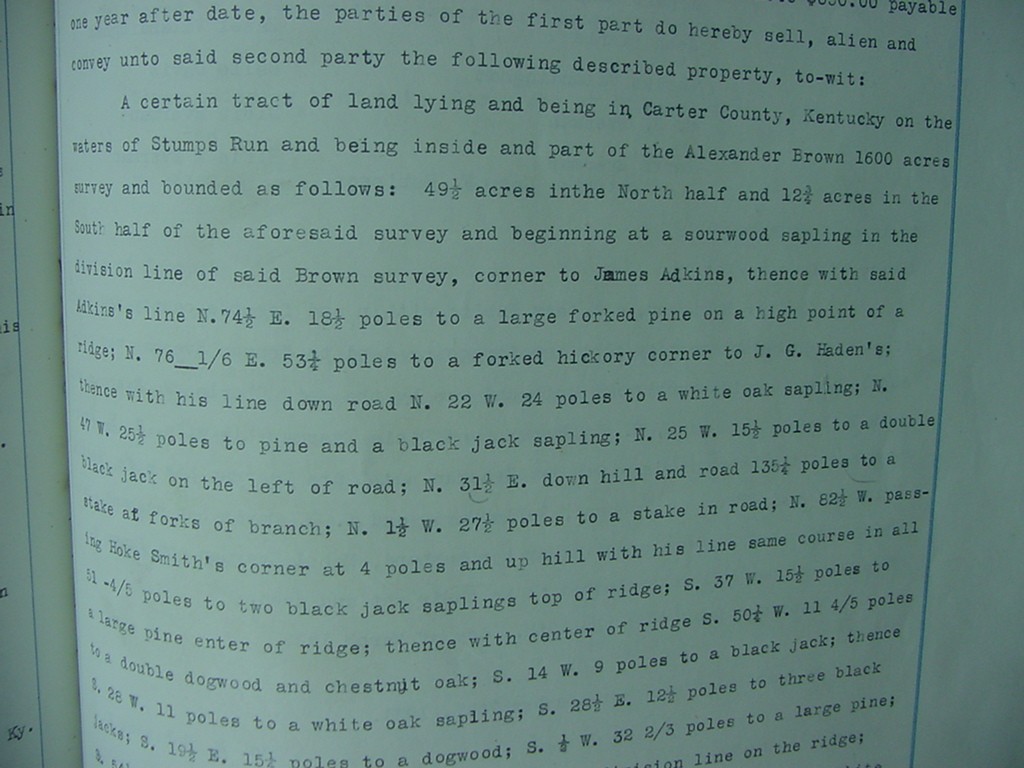 $650.00 payable
one year after date, the parties of the first part do hereby sell, alien and
convey unto said second party the following described property, to-wit:
A certain tract of land lying and being in, Carter County, Kentucky on the
waters of Stumps Run and being inside and part of the Alexander Brown 1600 acres
survey and bounded as follows: 49½ acres inthe North half and 12¾ acres in the
South half of the aforesaid survey and beginning at a sourwood sapling in the
division line of said Brown survey, corner to James Adkins, thence with said
Adkins's line N.74½ E. 18½ poles to a large forked pine on a high point of a
ridge; N. 76__1/6 E. 53¼ poles to a forked hickory corner to J. G. Haden's;
thence with his line down road N. 22 W. 24 poles to a white oak sapling; N.
47 W. 25½ poles to pine and a black jack sapling; N. 25 W. 15½ poles to a double
black jack on the left of road; N. 31½ E. down hill and road 135¼ poles to a
stake at forks of branch; N. 1½ W. 27½ poles to a stake in road; N. 82½ W. pass-
ing Hoke Smith's corner at 4 poles and up hill with his line same course in all
51 -4/5 poles to two black jack saplings top of ridge; S. 37 W. 15½ poles to
a large pine enter of ridge; thence with center of ridge S. 50¼ W. 11 4/5 poles
to a double dogwood and chestnut oak; S. 14 W. 9 poles to a black jack; thence
S. 28 W. 11 poles to a white oak sapling; S. 28½ E. 12½ poles to three black
jacks; S. 19½ E. 15½ poles to a dogwood; S. ½ W. 32 2/3 poles to a large pine;
division line on the ridge;
in
his
Ky.